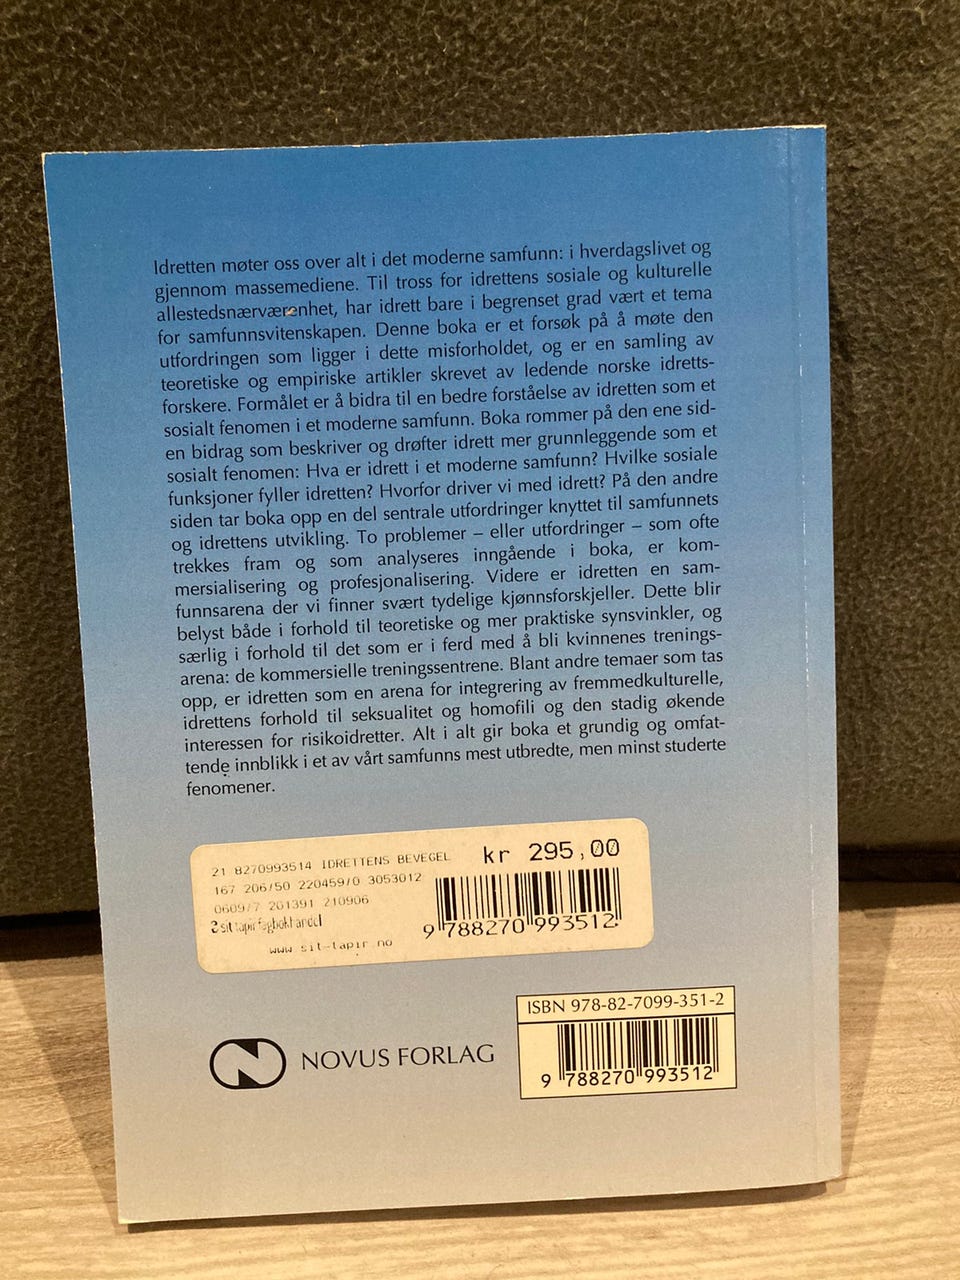 Idretten møter oss over alt i det moderne samfunn: i hverdagslivet og
gjennom massemediene. Til tross for idrettens sosiale og kulturelle
allestedsnærværenhet, har idrett bare i begrenset grad vært et tema
for samfunnsvitenskapen. Denne boka er et forsøk på å møte den
utfordringen som ligger i dette misforholdet, og er en samling av
teoretiske og empiriske artikler skrevet av ledende norske idretts-
forskere. Formålet er å bidra til en bedre forståelse av idretten som et
sosialt fenomen i et moderne samfunn. Boka rommer på den ene sid-
en bidrag som beskriver og drøfter idrett mer grunnleggende som et
sosialt fenomen: Hva er idrett i et moderne samfunn? Hvilke sosiale
funksjoner fyller idretten? Hvorfor driver vi med idrett? På den andre
siden tar boka opp en del sentrale utfordringer knyttet til samfunnets
og idrettens utvikling. To problemer – eller utfordringer – som ofte
trekkes fram og som analyseres inngående i boka, er kom-
mersialisering og profesjonalisering. Videre er idretten en sam-
funnsarena der vi finner svært tydelige kjønnsforskjeller. Dette blir
belyst både i forhold til teoretiske og mer praktiske synsvinkler, og
særlig i forhold til det som er i ferd med å bli kvinnenes trenings-
arena: de kommersielle treningssentrene. Blant andre temaer som tas
opp, er idretten som en arena for integrering av fremmedkulturelle,
idrettens forhold til seksualitet og homofili og den stadig økende
interessen for risikoidretter. Alt i alt gir boka et grundig og omfat-
tende innblikk i et av vårt samfunns mest utbredte, men minst studerte
fenomener.
21 8270993514 IDRETTENS BEVEGEL kr 295,00
167 206/50 220459/0 3053012
0609/7 201391 210906
sit tapir fagbokhandel
www.sit-tapir.no
9 788270 993512
ISBN 978-82-7099-351-2
9 788270 993512
NOVUS FORLAG